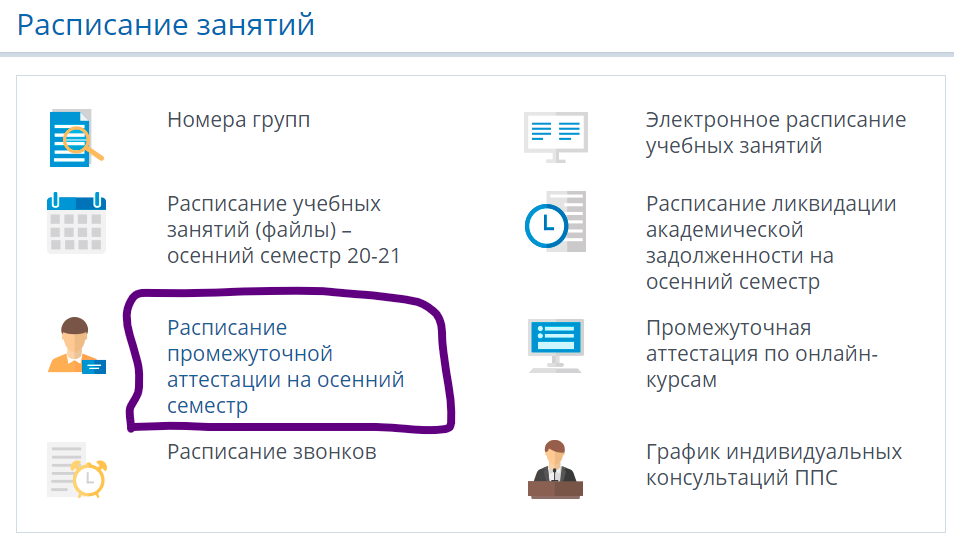 Расписание занятий
Номера групп
Электронное расписание
учебных занятий
Расписание учебных
занятий (файлы) –
осенний семестр 20-21
Расписание ликвидации
академической
задолженности на
осенний семестр
Расписание
промежуточной
аттестации на осенний
семестр
Промежуточная
аттестация по онлайн-
курсам
Расписание звонков
График индивидуальных
консультаций ППС